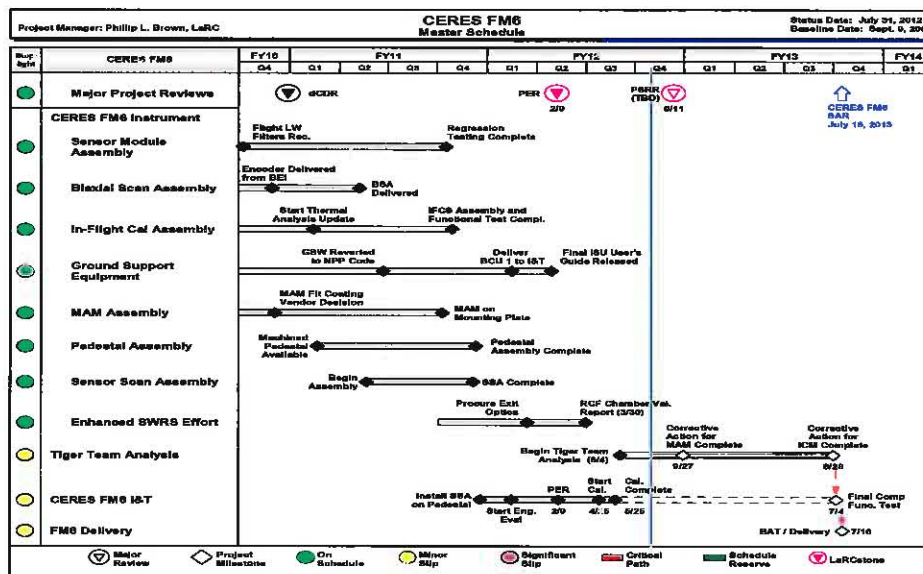 Project Manager: Phillip L. Brown, LaRC
CERES FM6
Master Schedule
Status Date: July 31, 2012
Baseline Date: Sept. 9, 20
CERES FM6
FY10
FY11
FY12
FY13
FY14
Q4 Q1 Q2 Q3 Q4 Q1 Q2 Q3 Q4 Q1 Q2 Q3 Q4 Q1
Major Project Reviews
dCDR
PER
2/9
PSRR
(TBD)
6/11
CERES FM6
SAR
July 16, 2013
CERES FM6 Instrument
Sensor Module
Assembly
Flight LW
Filters Rec.
Regression
Testing Complete
Biaxial Scan Assembly
Encoder Delivered
from BEI
BSA
Delivered
In-Flight Cal Assembly
Start Thermal
Analysis Update
IFCS Assembly and
Functional Test Compl.
Ground Support
Equipment
GSW Reverted
to NPP Code
Deliver
BCU 1 to I&T
Final ISU User's
Guide Released
MAM Assembly
MAM Flt Coating
Vendor Decision
MAM on
Mounting Plate
Pedestal Assembly
Machined
Pedestal
Available
Pedestal
Assembly Complete
Sensor Scan Assembly
Begin
Assembly
SSA Complete
Enhanced SWRS Effort
Procure Exit
Optics
RCF Chamber Val.
Report (3/30)
Tiger Team Analysis
Begin Tiger Team
Analysis (5/4)
Corrective
Action for
MAM Complete
9/27
Corrective
Action for
ICM Complete
6/28
CERES FM6 I&T
Install SSA
on Pedestal
Start Eng.
Eval
PER
2/9
Start
Cal.
Cal.
Complete
5/25
7/4
Final Comp
Func. Test
FM6 Delivery
BAT / Delivery
7/16
Major
Review
Project
Milestone
On
Schedule
Minor
Slip
Significant
Slip
Critical
Path
Schedule
Reserve
LaRCstone